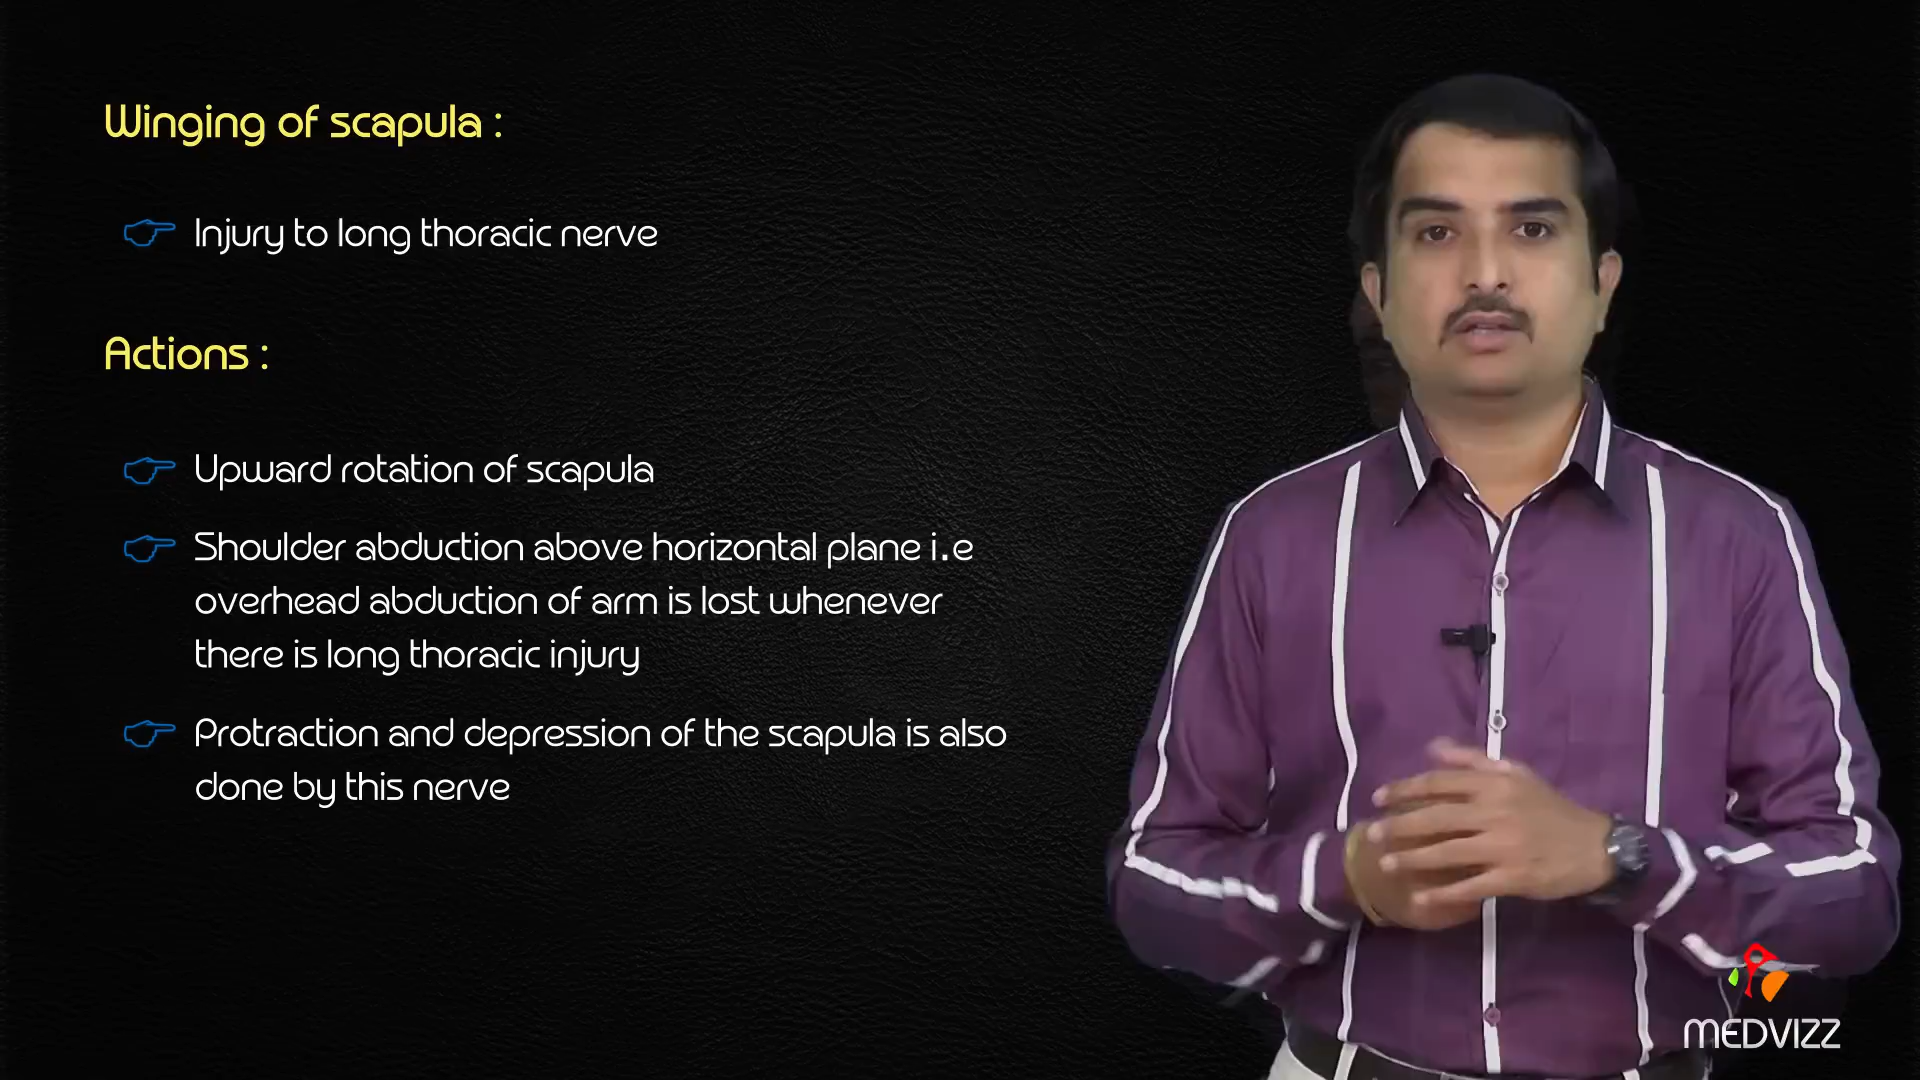 Winging of scapula :
Injury to long thoracic nerve
Actions :
Upward rotation of scapula
Shoulder abduction above horizontal plane i.e
overhead abduction of arm is lost whenever
there is long thoracic injury
Protraction and depression of the scapula is also
done by this nerve
MEDVIZZ